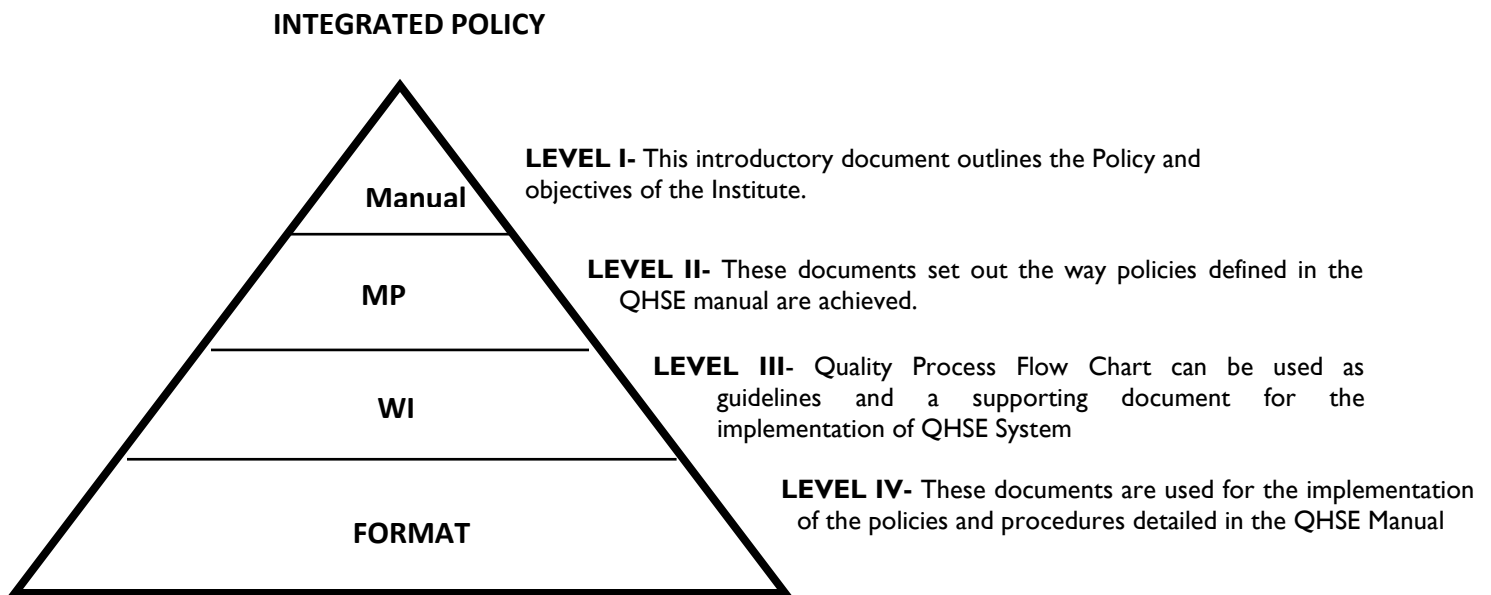 INTEGRATED POLICY
LEVEL I- This introductory document outlines the Policy and
objectives of the Institute.
Manual
LEVEL II- These documents set out the way policies defined in the
QHSE manual are achieved.
MP
LEVEL III- Quality Process Flow Chart can be used as
guidelines and a supporting document for the
implementation of QHSE System
WI
LEVEL IV- These documents are used for the implementation
of the policies and procedures detailed in the QHSE Manual
FORMAT